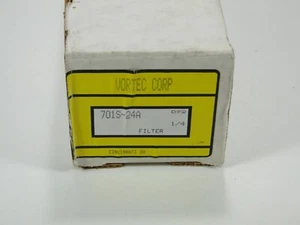 VORTEC CORP
701S-24A
1/4
FILTER
CINCINNATI OH